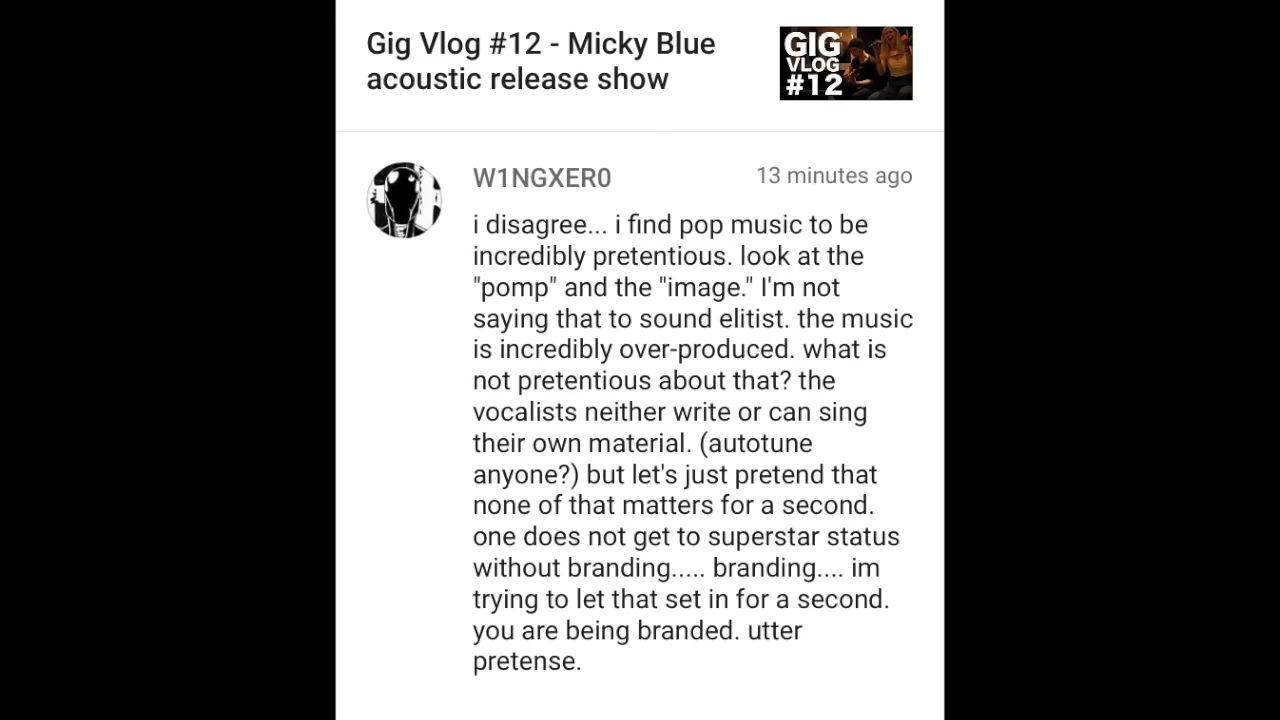 Gig Vlog #12 - Micky Blue
acoustic release show
GIG
VLOG
#12
W1NGXER0
13 minutes ago
i disagree... i find pop music to be
incredibly pretentious. look at the
"pomp" and the "image." I'm not
saying that to sound elitist. the music
is incredibly over-produced. what is
not pretentious about that? the
vocalists neither write or can sing
their own material. (autotune
anyone?) but let's just pretend that
none of that matters for a second.
one does not get to superstar status
without branding..... branding.... im
trying to let that set in for a second.
you are being branded. utter
pretense.